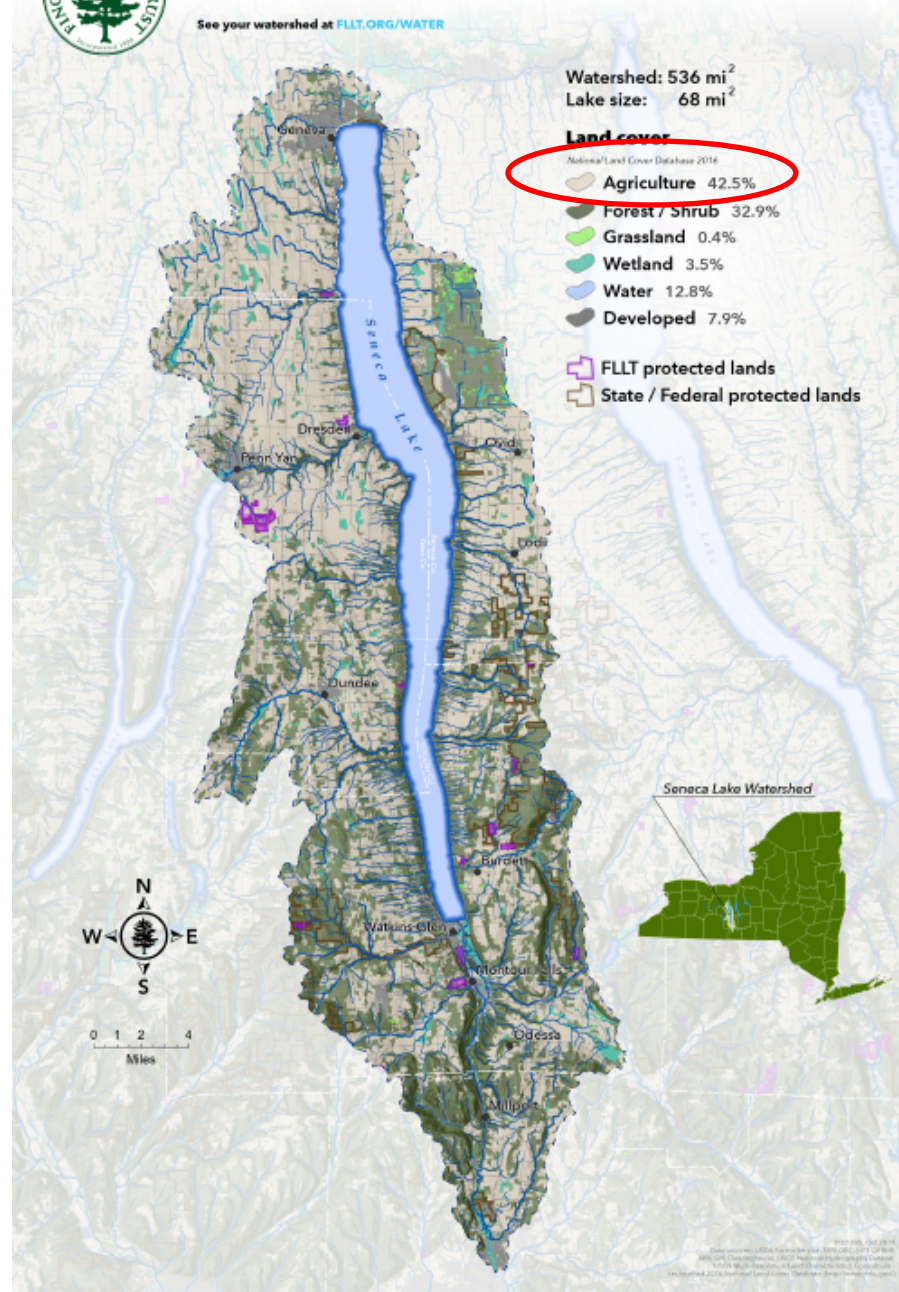 See your watershed at FLLT.ORG/WATER
Watershed: 536 mi2
Lake size: 68 mi2
Land cover
National Land Cover Database 2016
Agriculture 42.5%
Forest / Shrub 32.9%
Grassland 0.4%
Wetland 3.5%
Water 12.8%
Developed 7.9%
FLLT protected lands
State / Federal protected lands
Geneva
Seneca Lake
Dresden
Ovid
Penn Yan
Lodi
Dundee
Seneca Lake Watershed
Burdett
Watkins Glen
Montour Falls
Odessa
Millport
N
W E
S
0 1 2 4
Miles